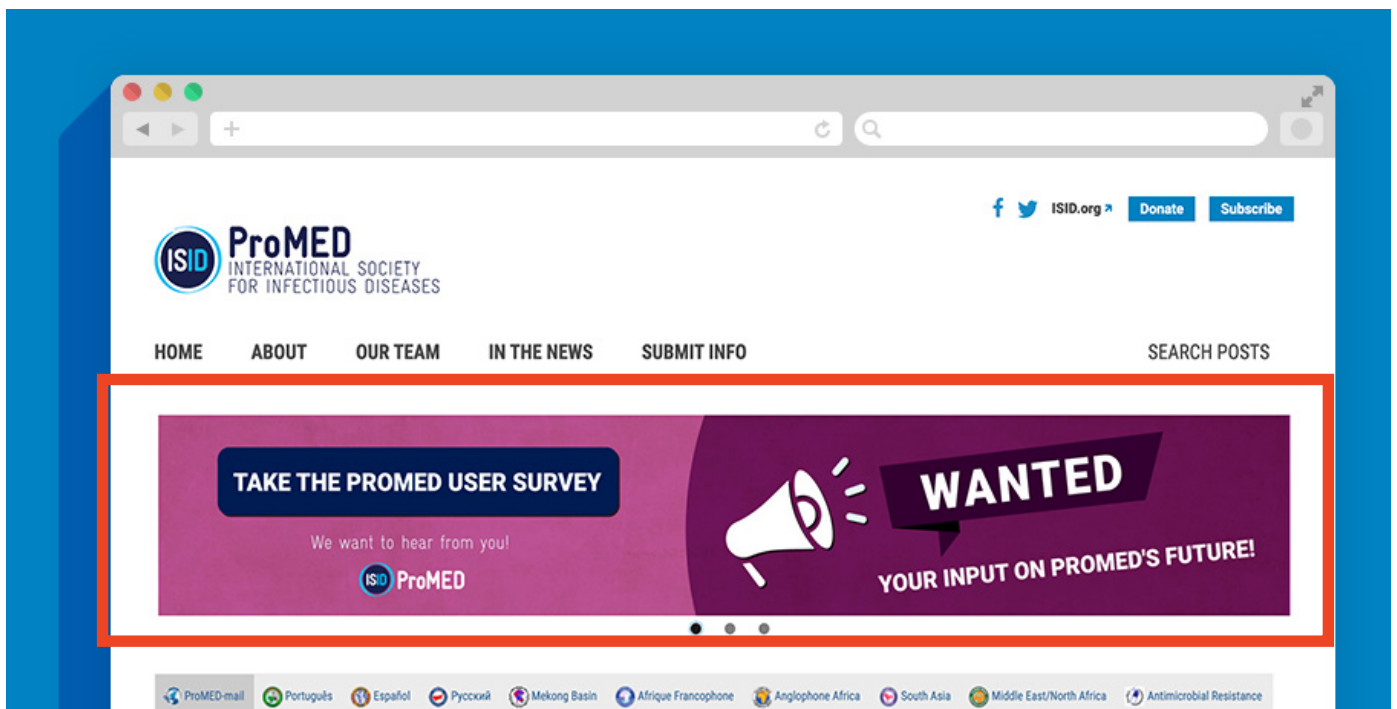 ISID.org
Donate
Subscribe
ISID
ProMED
INTERNATIONAL SOCIETY
FOR INFECTIOUS DISEASES
HOME ABOUT OUR TEAM IN THE NEWS SUBMIT INFO SEARCH POSTS
TAKE THE PROMED USER SURVEY
We want to hear from you!
ISID ProMED
WANTED
YOUR INPUT ON PROMED'S FUTURE!
ProMED-mail Português Español Русский Mekong Basin Afrique Francophone Anglophone Africa South Asia Middle East/North Africa Antimicrobial Resistance